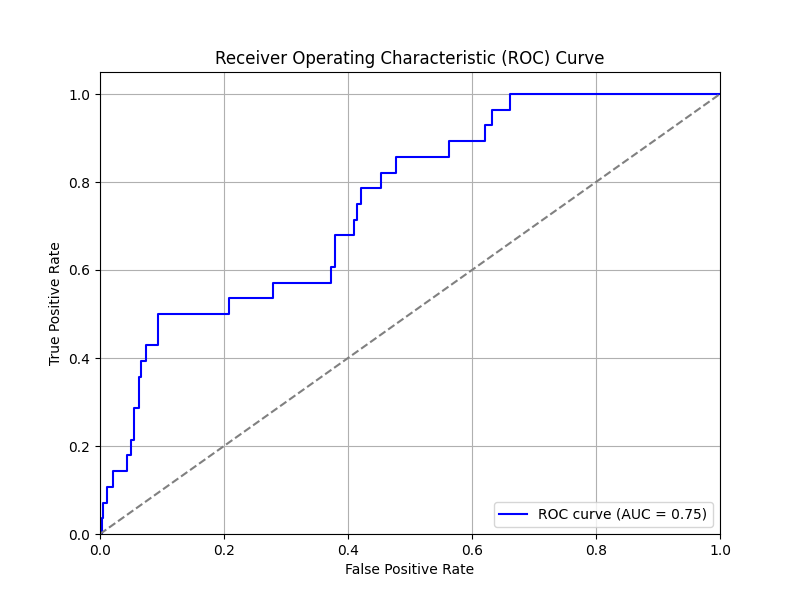 Receiver Operating Characteristic (ROC) Curve
1.0
0.8
0.6
0.4
0.2
0.0
True Positive Rate
0.0 0.2 0.4 0.6 0.8 1.0
False Positive Rate
ROC curve (AUC = 0.75)